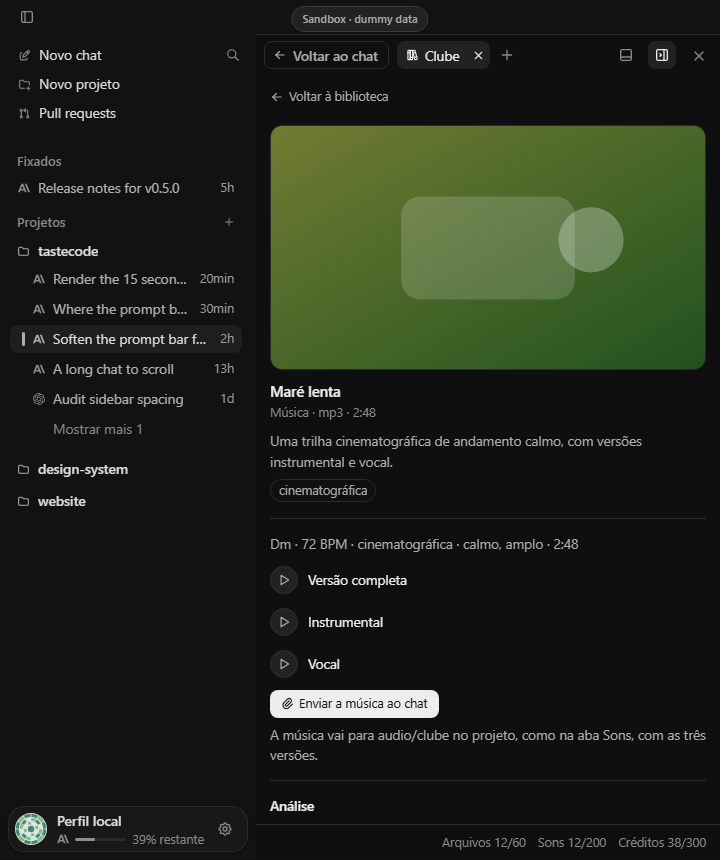 Sandbox · dummy data
Novo chat
Novo projeto
Pull requests
Fixados
Release notes for v0.5.0 5h
Projetos
tastecode
Render the 15 secon... 20min
Where the prompt b... 30min
Soften the prompt bar f... 2h
A long chat to scroll 13h
Audit sidebar spacing 1d
Mostrar mais 1
design-system
website
Perfil local
39% restante
Voltar ao chat
Clube
Voltar à biblioteca
Maré lenta
Música · mp3 · 2:48
Uma trilha cinematográfica de andamento calmo, com versões
instrumental e vocal.
cinematográfica
Dm · 72 BPM · cinematográfica · calmo, amplo · 2:48
Versão completa
Instrumental
Vocal
Enviar a música ao chat
A música vai para audio/clube no projeto, como na aba Sons, com as três
versões.
Análise
Arquivos 12/60 Sons 12/200 Créditos 38/300